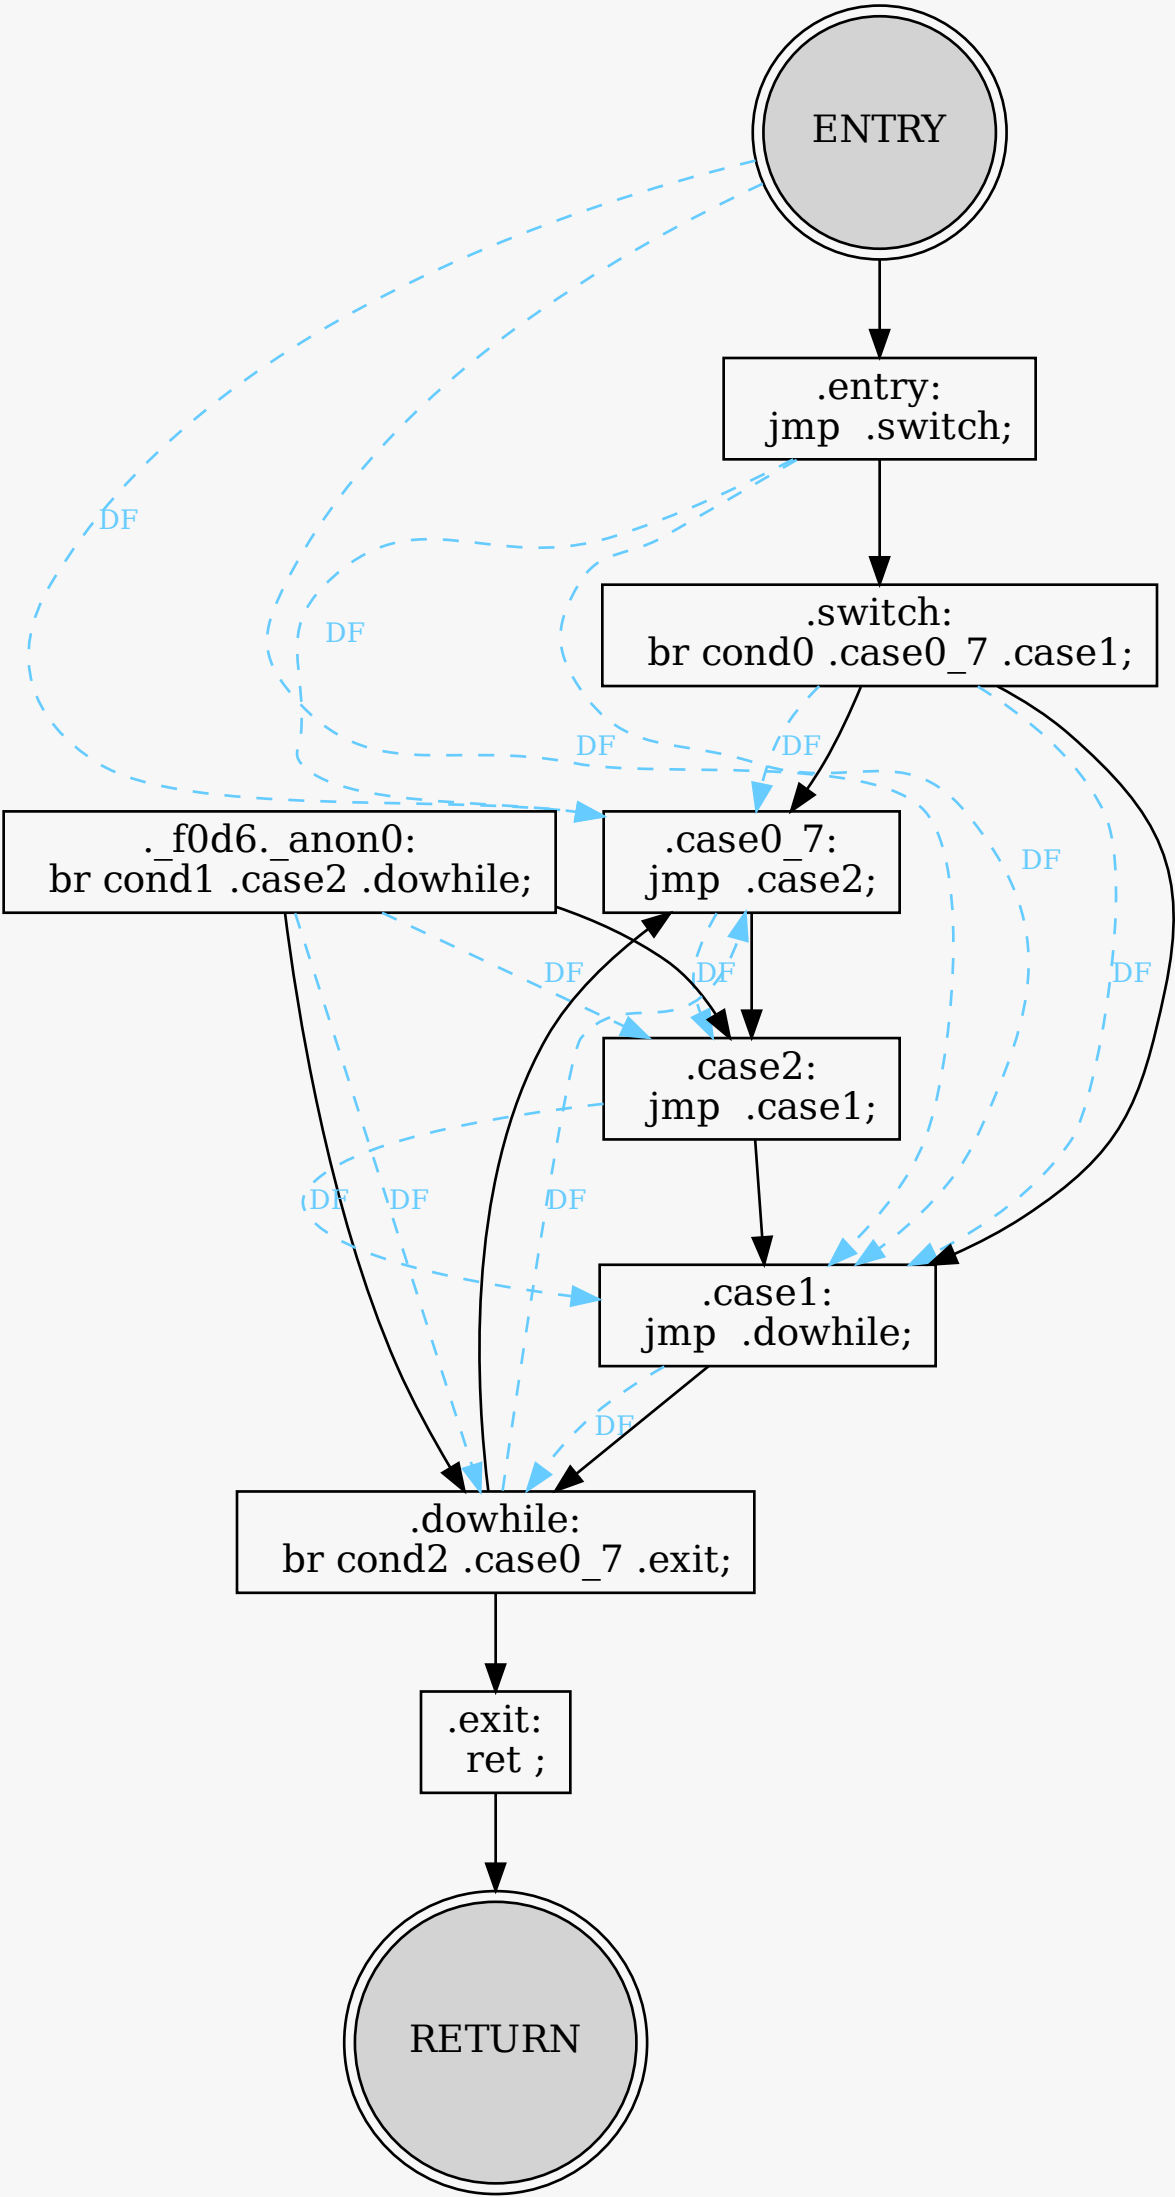 ENTRY
.entry:
jmp  .switch;
DF
.switch:
br cond0 .case0_7 .case1;
DF
DF
DF
._f0d6._anon0:
br cond1 .case2 .dowhile;
.case0_7:
jmp  .case2;
DF
DF
DF
DF
.case2:
jmp  .case1;
DF
DF
DF
.case1:
jmp  .dowhile;
DF
.dowhile:
br cond2 .case0_7 .exit;
.exit:
ret ;
RETURN